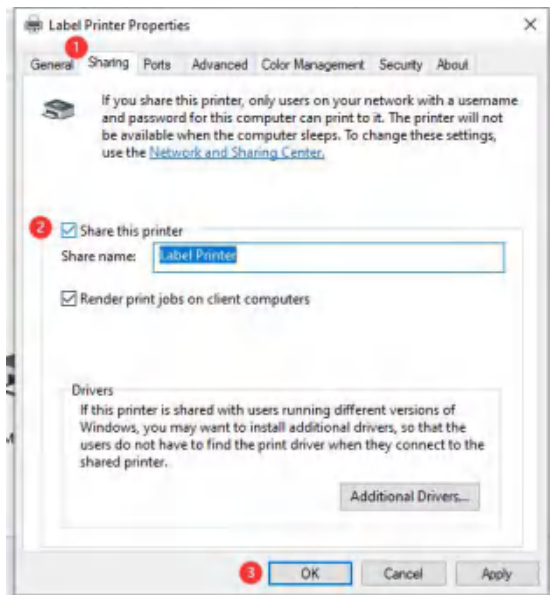 Label Printer Properties
1
General Sharing Ports Advanced Color Management Security About
If you share this printer, only users on your network with a username
and password for this computer can print to it. The printer will not
be available when the computer sleeps. To change these settings,
use the Network and Sharing Center.
2 Share this printer
Share name: Label Printer
Render print jobs on client computers
Drivers
If this printer is shared with users running different versions of
Windows, you may want to install additional drivers, so that the
users do not have to find the print driver when they connect to the
shared printer.
Additional Drivers...
3 OK Cancel Apply